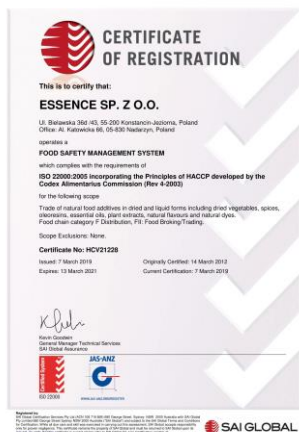 CERTIFICATE
OF REGISTRATION
This is to certify that:
ESSENCE SP. Z O.O.
Ul. Bielawska 36d /43, 55-200 Konstancin-Jeziorna, Poland
Office: Al. Katowicka 66, 05-830 Nadarzyn, Poland
operates a
FOOD SAFETY MANAGEMENT SYSTEM
which complies with the requirements of
ISO 22000:2005 incorporating the Principles of HACCP developed by the
Codex Alimentarius Commission (Rev 4-2003)
for the following scope
Trade of natural food additives in dried and liquid forms including dried vegetables, spices,
oleoresins, essential oils, plant extracts, natural flavours and natural dyes.
Food chain category F Distribution, FII: Food Broking/Trading.
Scope Exclusions: None.
Certificate No: HCV21228
Issued: 7 March 2019
Originally Certified: 14 March 2012
Expires: 13 March 2021
Current Certification: 7 March 2019
Kevin Goodwin
General Manager Technical Services
SAI Global Assurance
JAS-ANZ
ISO 22000
SAI GLOBAL